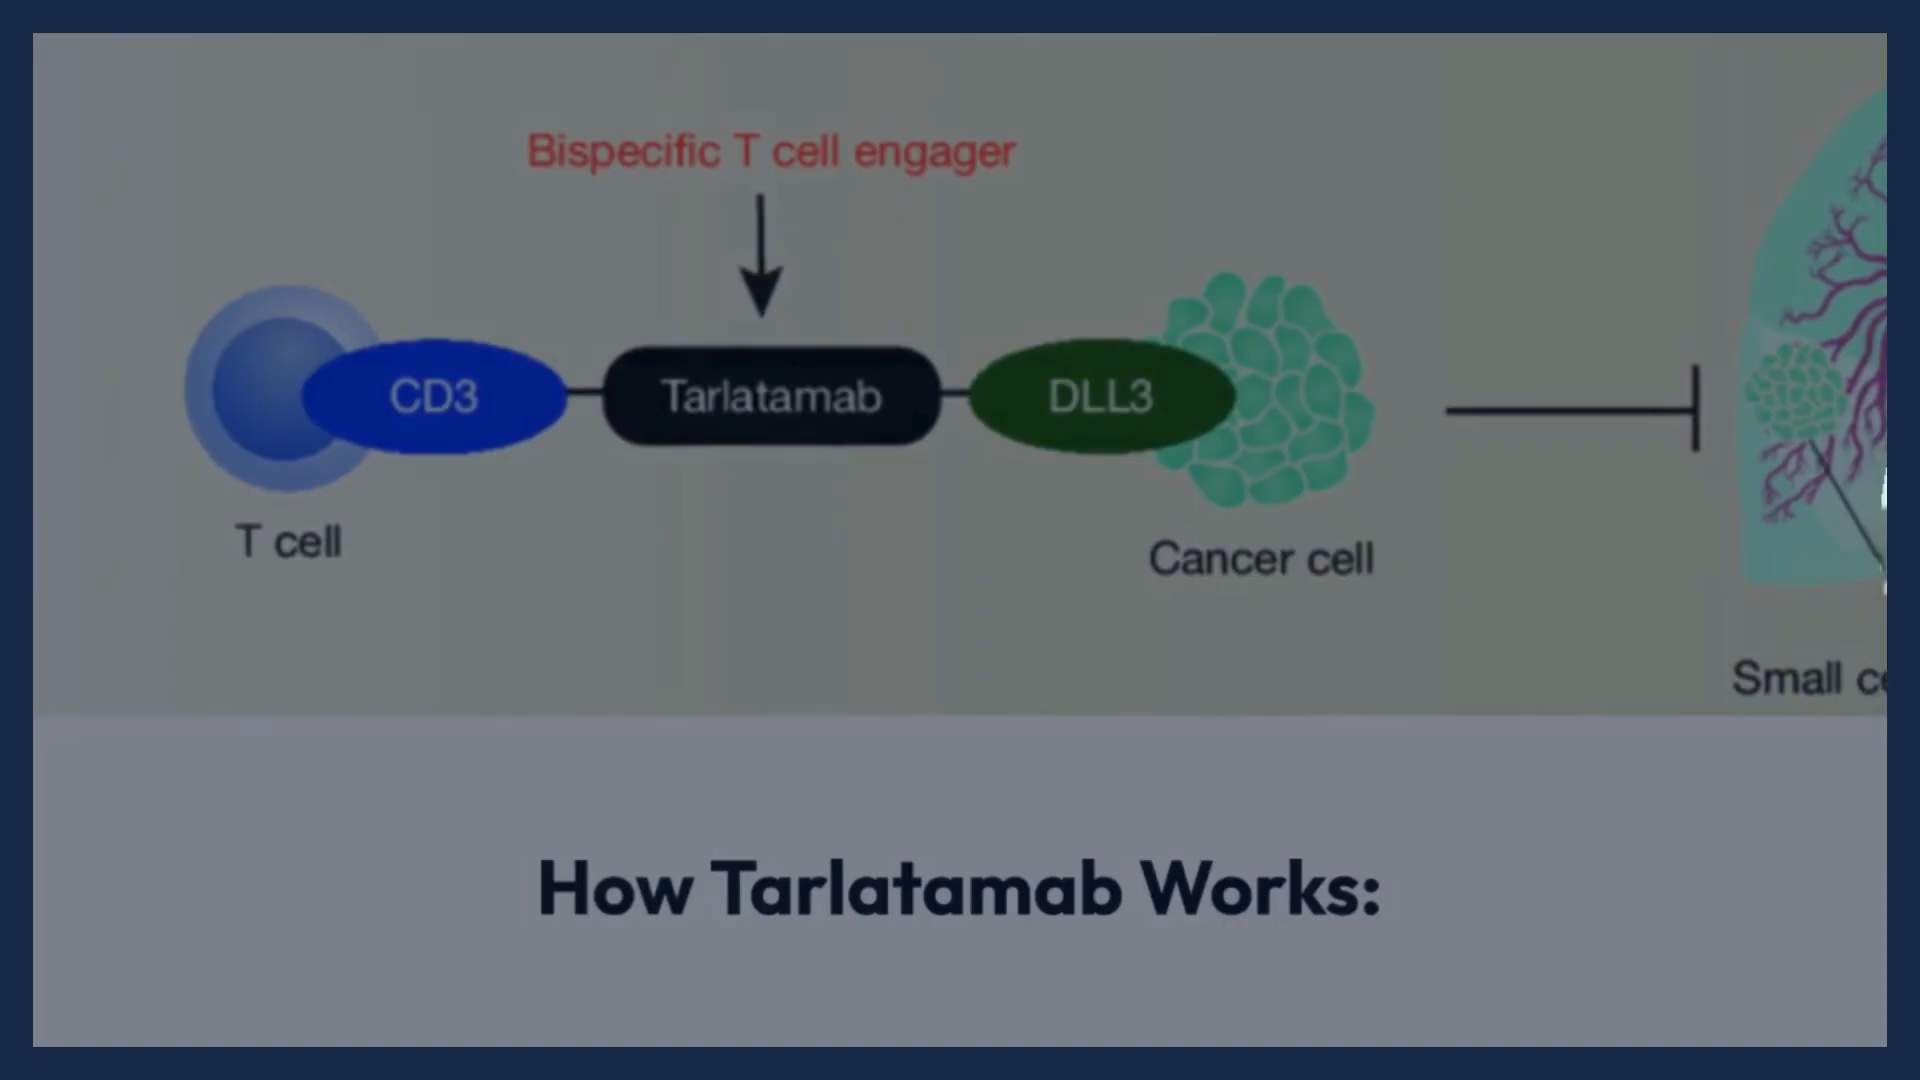 Bispecific T cell engager
CD3
Tarlatamab
DLL3
T cell
Cancer cell
Small
How Tarlatamab Works: